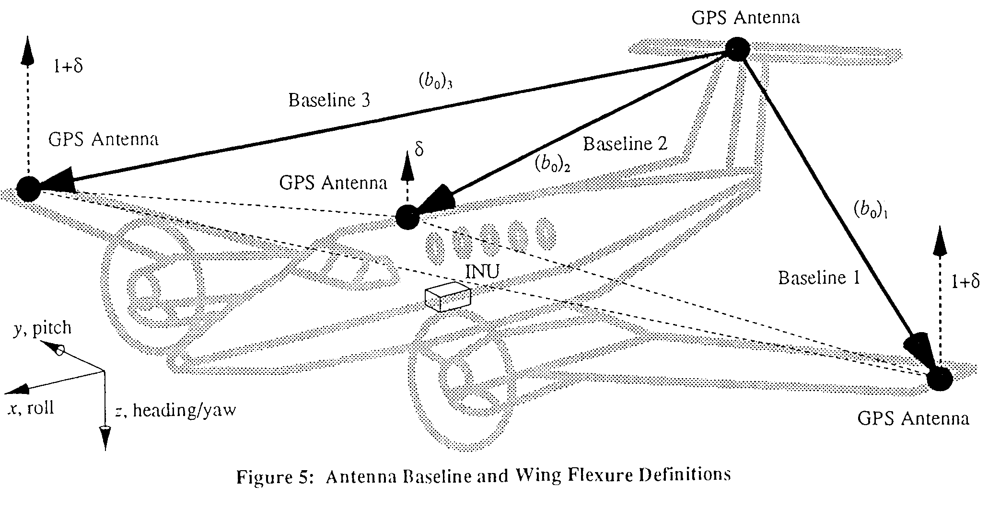 GPS Antenna
1+δ
(b₀)₃
Baseline 3
GPS Antenna
δ
Baseline 2
(b₀)₂
GPS Antenna
(b₀)₁
INU
Baseline 1
1+δ
y, pitch
x, roll
z, heading/yaw
GPS Antenna
Figure 5: Antenna Baseline and Wing Flexure Definitions